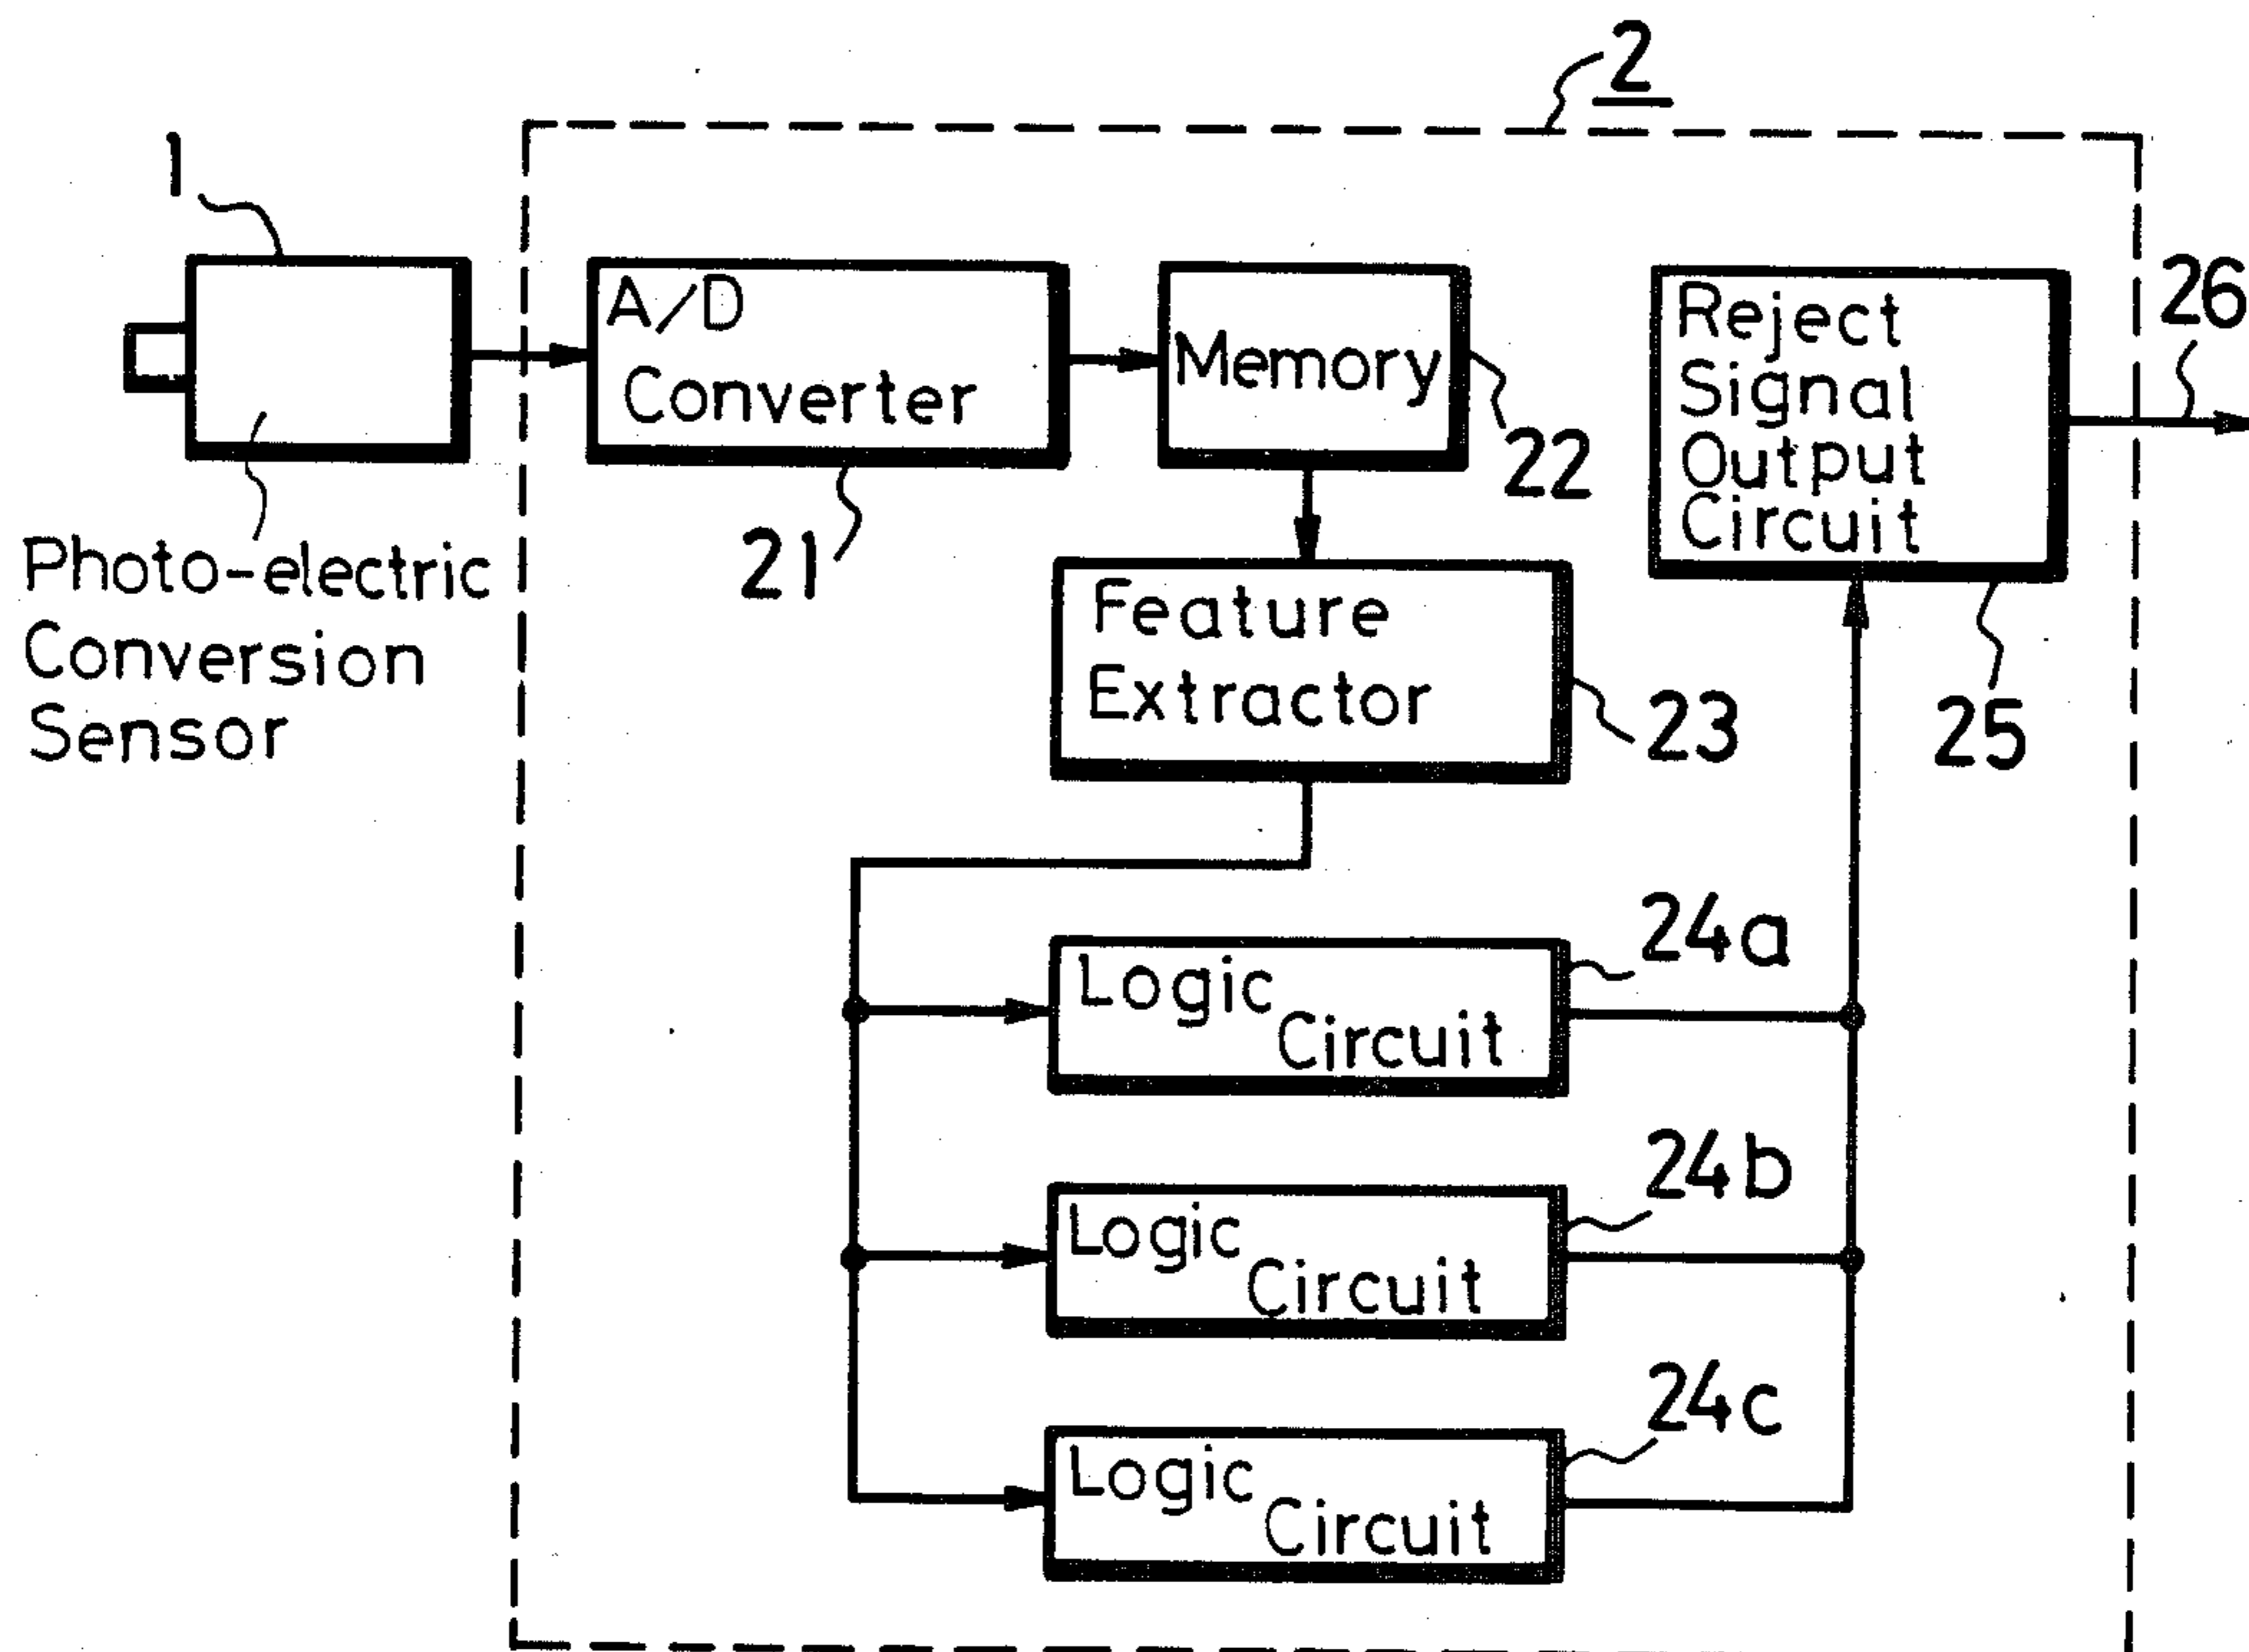 2
1
A/D
Converter
Memory
Reject
Signal
Output
Circuit
26
22
21
Photo-electric
Conversion
Sensor
Feature
Extractor
23
25
24a
Logic
Circuit
24b
Logic
Circuit
24c
Logic
Circuit